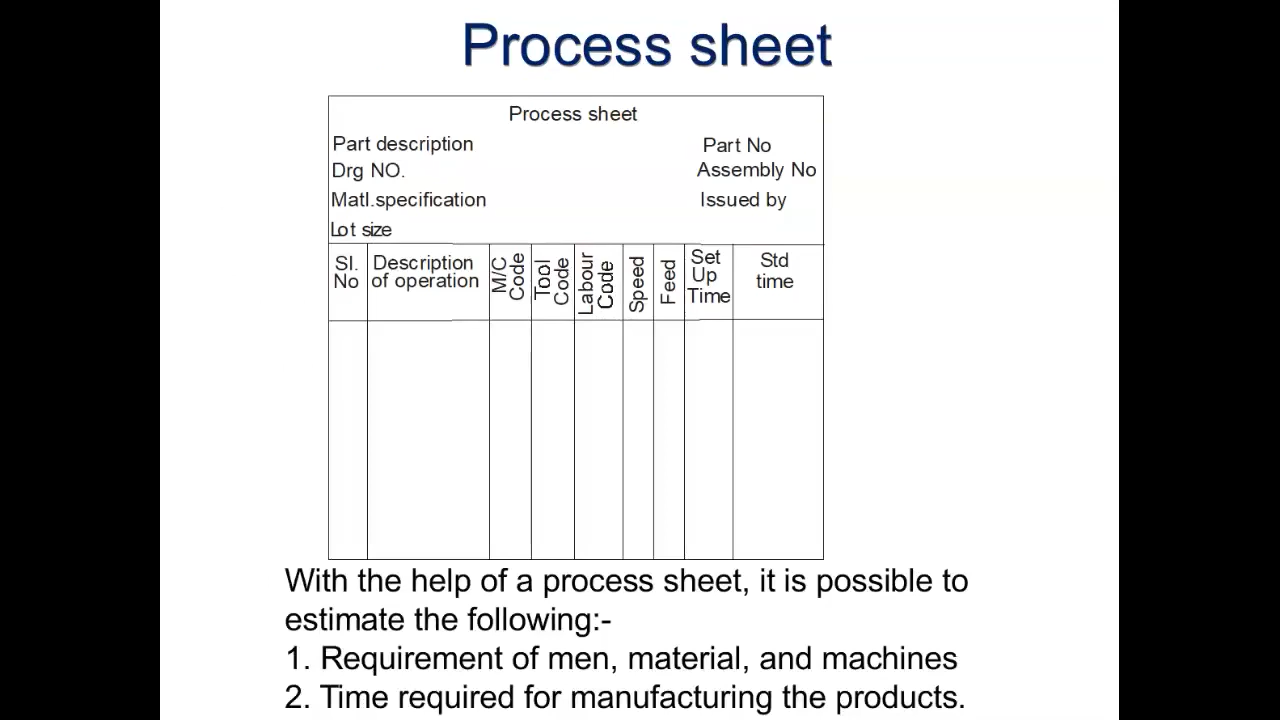 Process sheet
Process sheet
Part description
Part No
Drg NO.
Assembly No
Matl.specification
Issued by
Lot size
Sl.
No
Description
of operation
M/C
Code
Tool
Code
Labour
Code
Speed
Feed
Set
Up
Time
Std
time
With the help of a process sheet, it is possible to
estimate the following:-
1. Requirement of men, material, and machines
2. Time required for manufacturing the products.